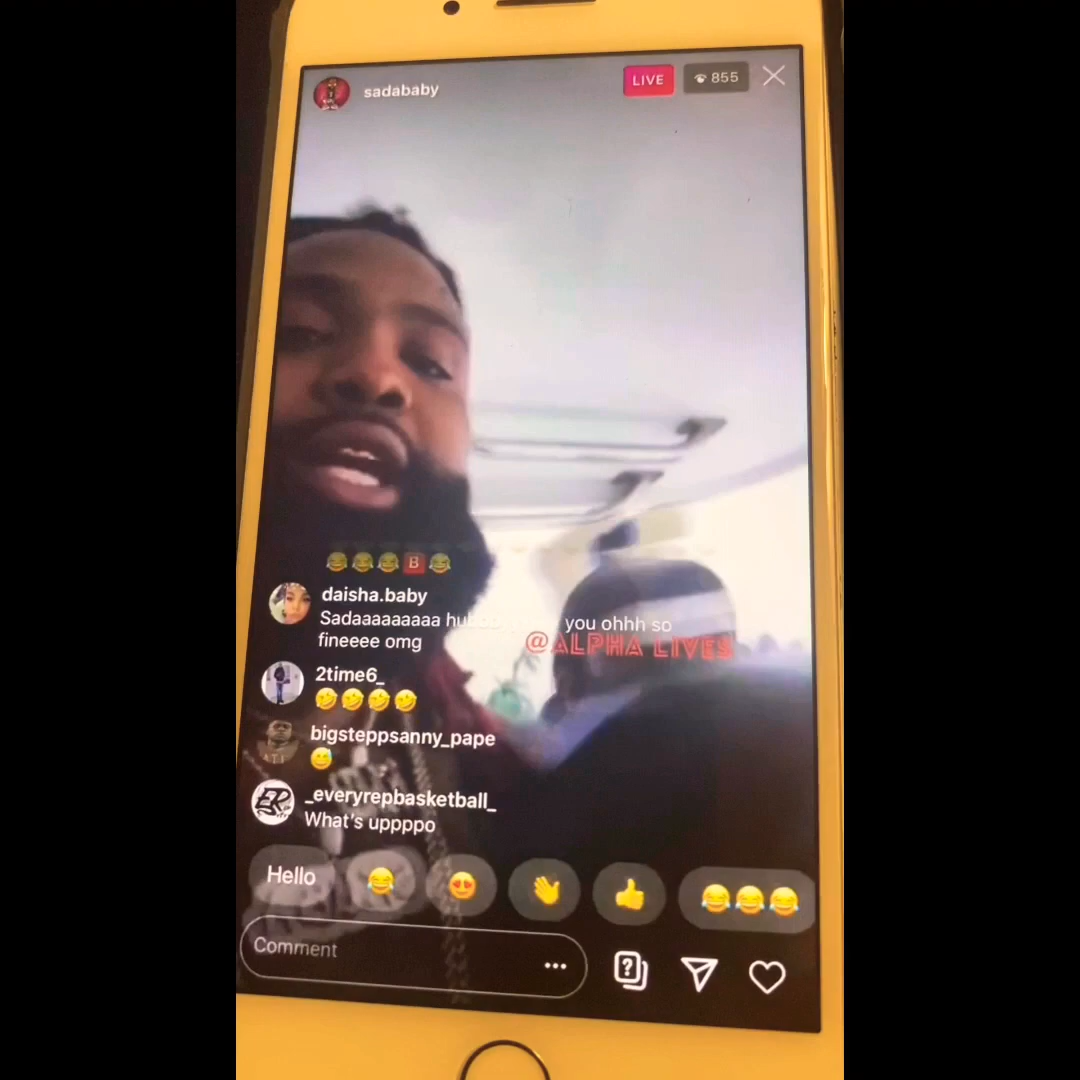 sadababy
LIVE
855
😂😂😂🅱😂
daisha.baby
Sadaaaaaaaaa you ohhh so
fineeee omg
@ALPHA LIVES
2time6_
🤣🤣🤣🤣
bigsteppsanny_pape
😅
_everyrepbasketball_
What's uppppo
Hello 😂 😍 👋 👍 😂😂😂
Comment